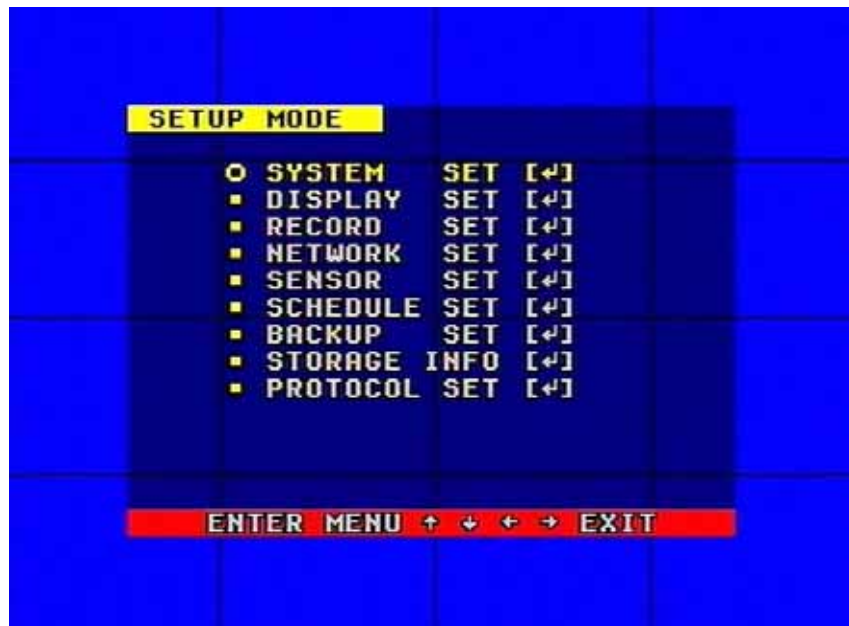 SETUP MODE
SYSTEM SET [↵]
DISPLAY SET [↵]
RECORD SET [↵]
NETWORK SET [↵]
SENSOR SET [↵]
SCHEDULE SET [↵]
BACKUP SET [↵]
STORAGE INFO [↵]
PROTOCOL SET [↵]
ENTER MENU ↑ ↓ ← → EXIT